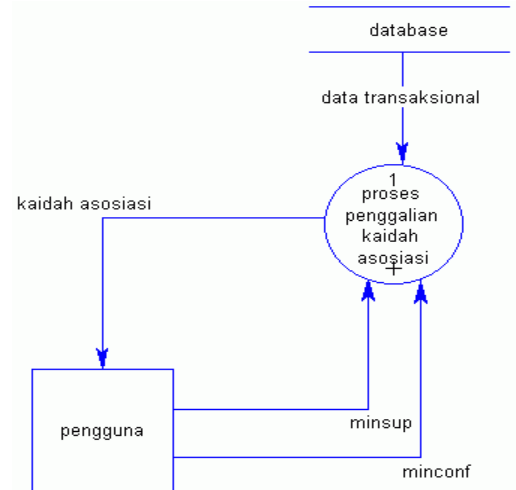 database
data transaksional
1
proses
penggalian
kaidah
asosiasi
kaidah asosiasi
pengguna
minsup
minconf